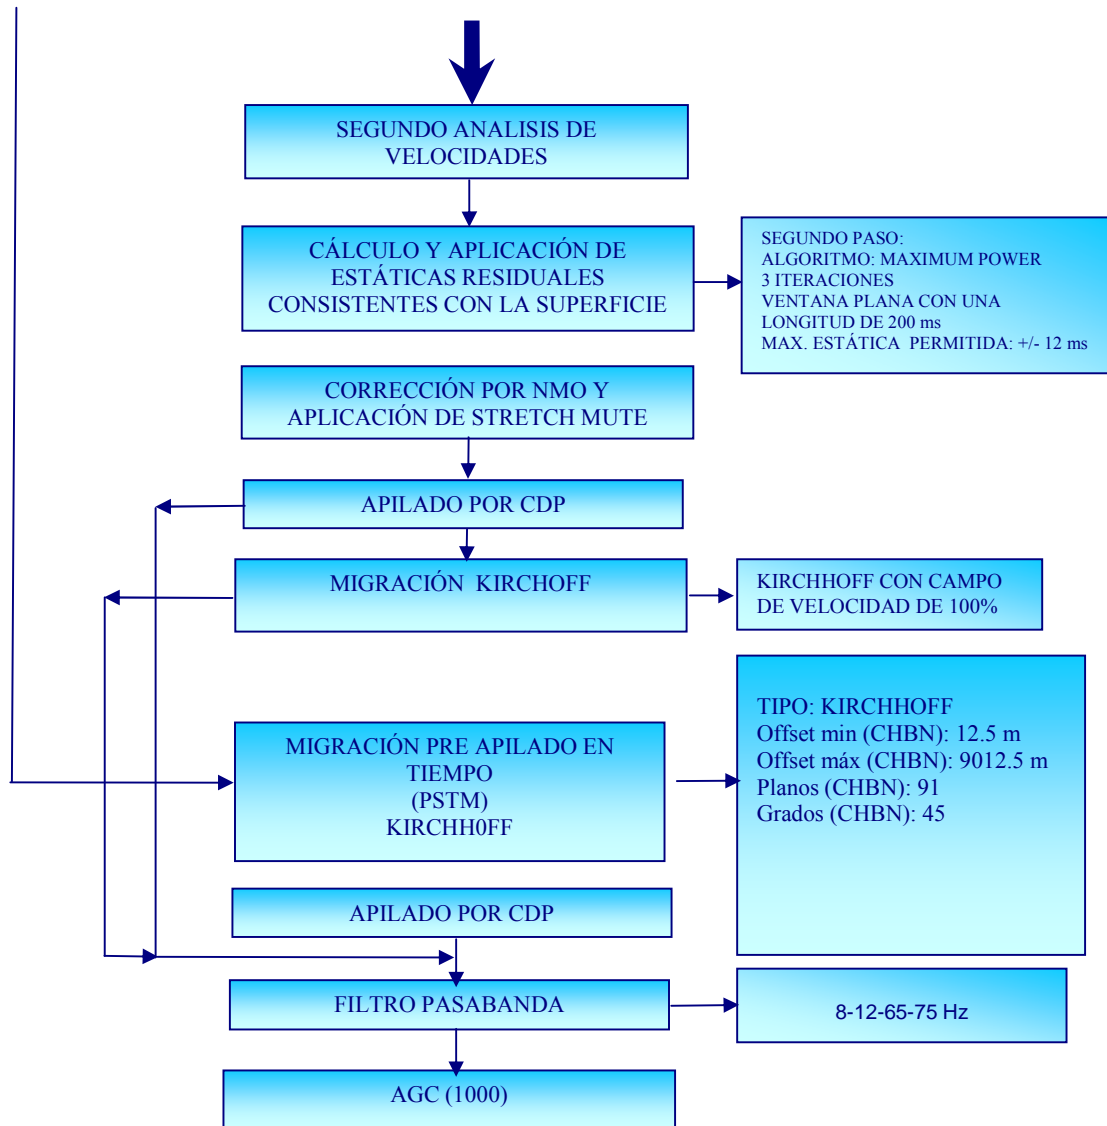 SEGUNDO ANALISIS DE
VELOCIDADES
CÁLCULO Y APLICACIÓN DE
ESTÁTICAS RESIDUALES
CONSISTENTES CON LA SUPERFICIE
SEGUNDO PASO:
ALGORITMO: MAXIMUM POWER
3 ITERACIONES
VENTANA PLANA CON UNA
LONGITUD DE 200 ms
MAX. ESTÁTICA PERMITIDA: +/- 12 ms
CORRECCIÓN POR NMO Y
APLICACIÓN DE STRETCH MUTE
APILADO POR CDP
MIGRACIÓN KIRCHOFF
KIRCHHOFF CON CAMPO
DE VELOCIDAD DE 100%
MIGRACIÓN PRE APILADO EN
TIEMPO
(PSTM)
KIRCHH0FF
TIPO: KIRCHHOFF
Offset min (CHBN): 12.5 m
Offset máx (CHBN): 9012.5 m
Planos (CHBN): 91
Grados (CHBN): 45
APILADO POR CDP
FILTRO PASABANDA
8-12-65-75 Hz
AGC (1000)